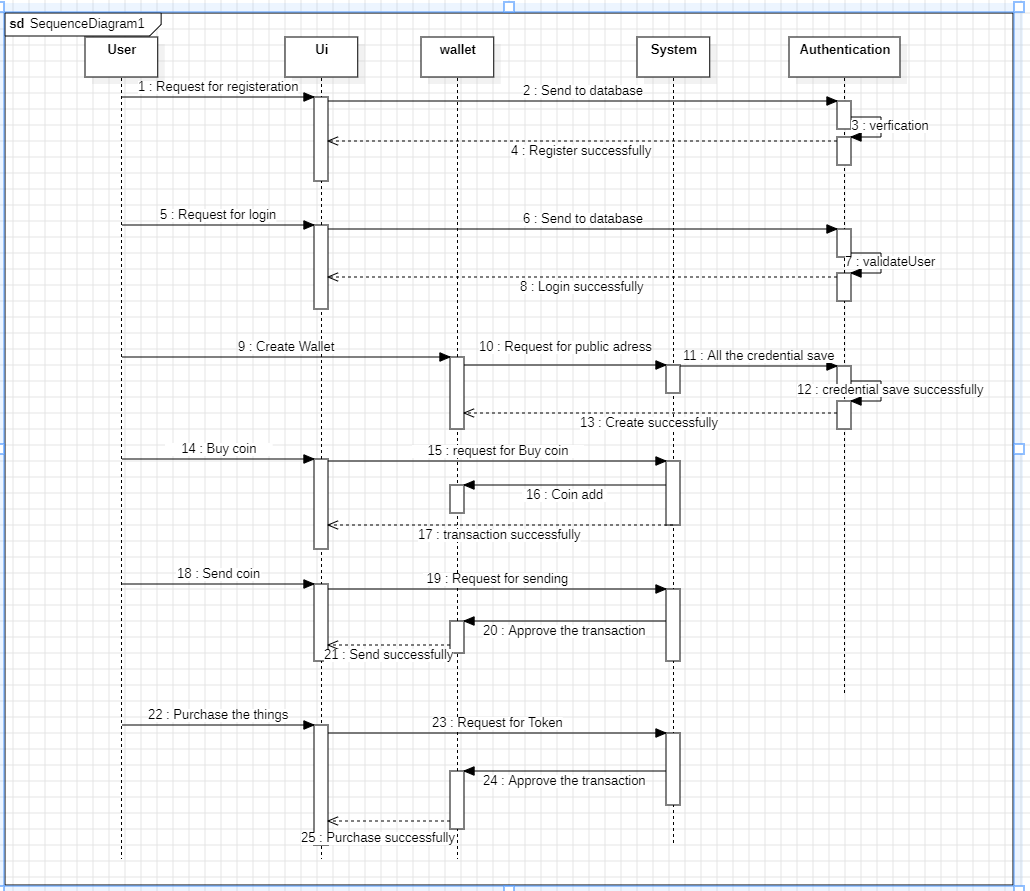 sd SequenceDiagram1
User
Ui
wallet
System
Authentication
1 : Request for registeration
2 : Send to database
3 : verfication
4 : Register successfully
5 : Request for login
6 : Send to database
7 : validateUser
8 : Login successfully
9 : Create Wallet
10 : Request for public adress
11 : All the credential save
12 : credential save successfully
13 : Create successfully
14 : Buy coin
15 : request for Buy coin
16 : Coin add
17 : transaction successfully
18 : Send coin
19 : Request for sending
20 : Approve the transaction
21 : Send successfully
22 : Purchase the things
23 : Request for Token
24 : Approve the transaction
25 : Purchase successfully